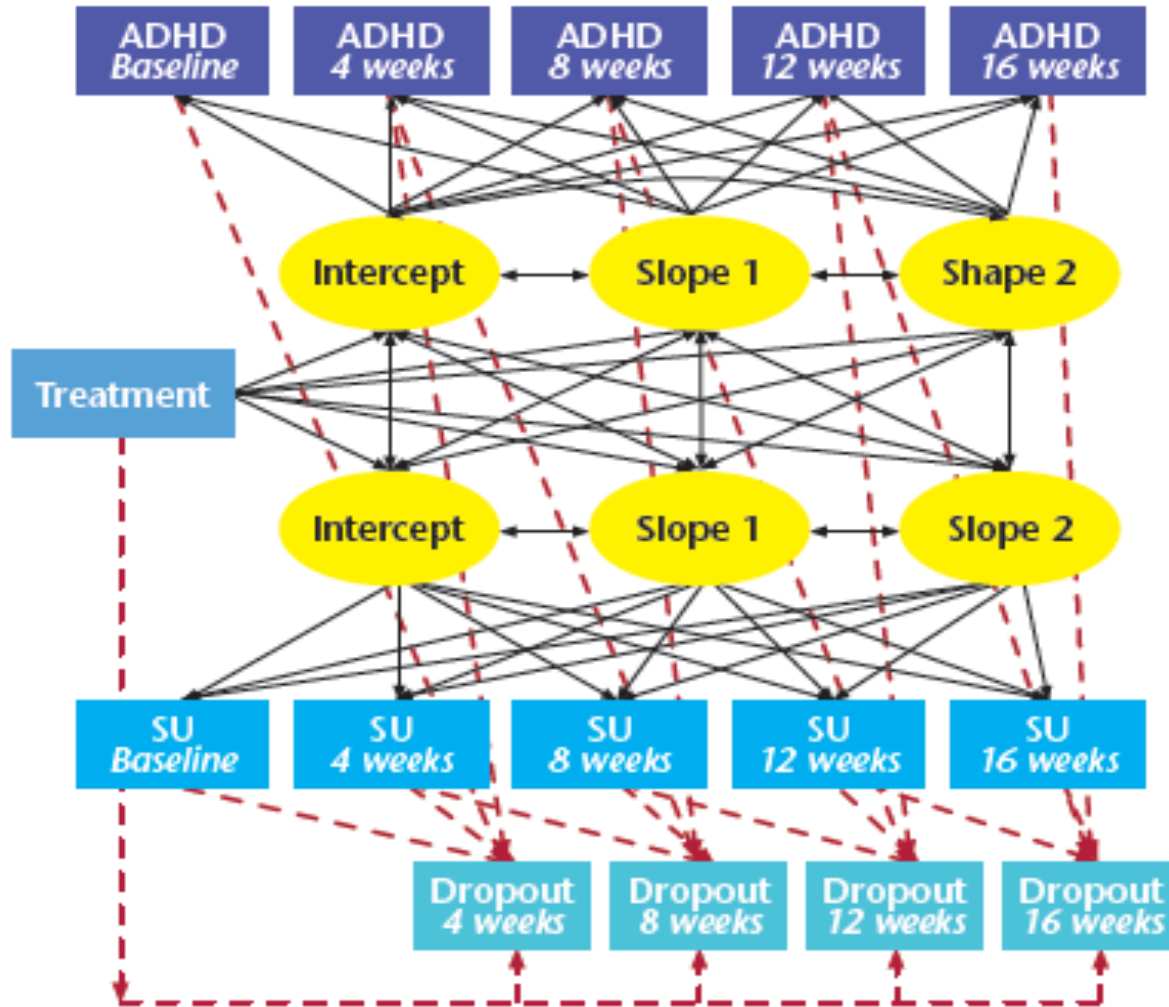 ADHD
Baseline
ADHD
4 weeks
ADHD
8 weeks
ADHD
12 weeks
ADHD
16 weeks
Intercept
Slope 1
Shape 2
Treatment
Intercept
Slope 1
Slope 2
SU
Baseline
SU
4 weeks
SU
8 weeks
SU
12 weeks
SU
16 weeks
Dropout
4 weeks
Dropout
8 weeks
Dropout
12 weeks
Dropout
16 weeks